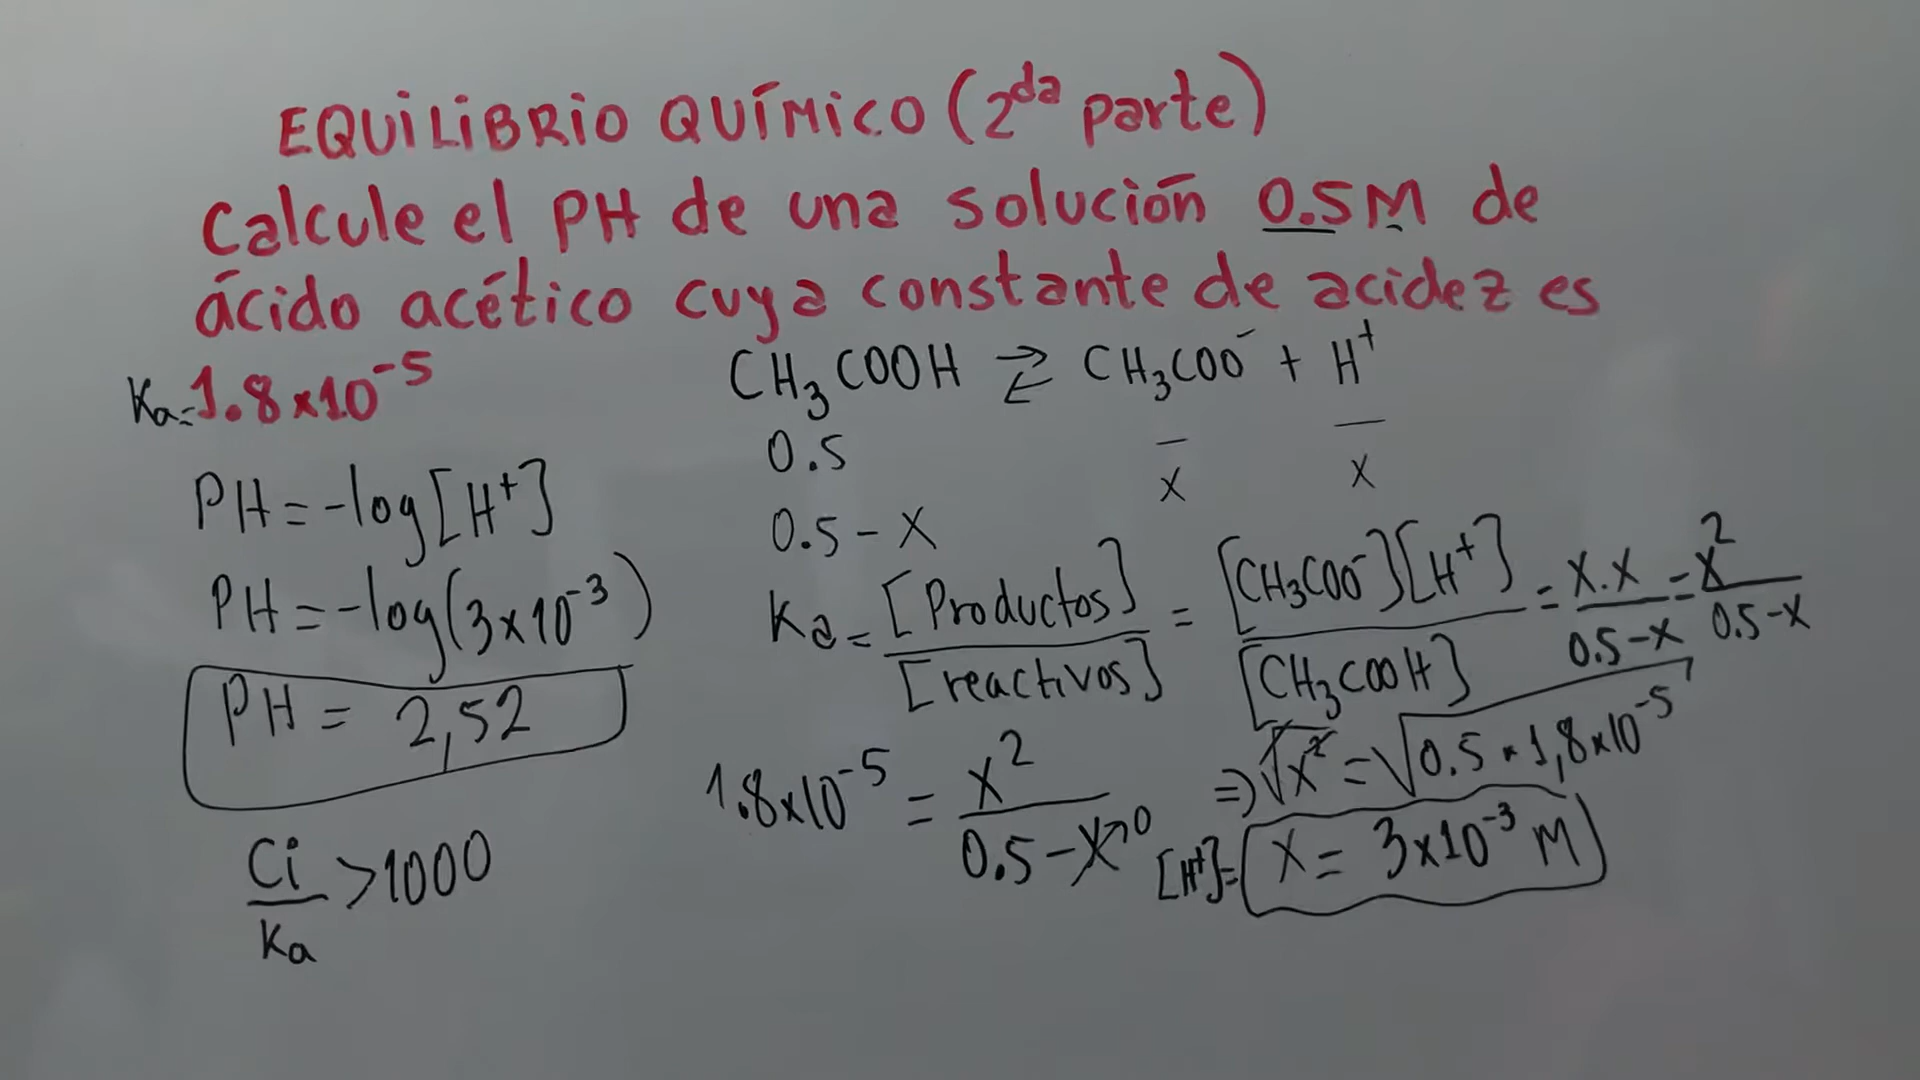 EQUiLiBRiO QUÍMiCO (2da parte)
Calcule el PH de una solución 0.5M de
ácido acético cuya constante de acidez es
Ka=1.8x10⁻⁵
CH₃COOH ⇄ CH₃COO⁻ + H⁺
0.5 — —
x x
0.5-x
PH=-log[H⁺]
PH=-log(3x10⁻³)
PH= 2,52
Ci/Ka >1000
Ka= [Productos]/[reactivos] = [CH₃COO⁻][H⁺]/[CH₃COOH] = x.x/0.5-x = x²/0.5-x
1.8x10⁻⁵ = x²/0.5-x→0 ⇒ √x² = √0.5 * 1,8x10⁻⁵
[H⁺]= x= 3x10⁻³ M